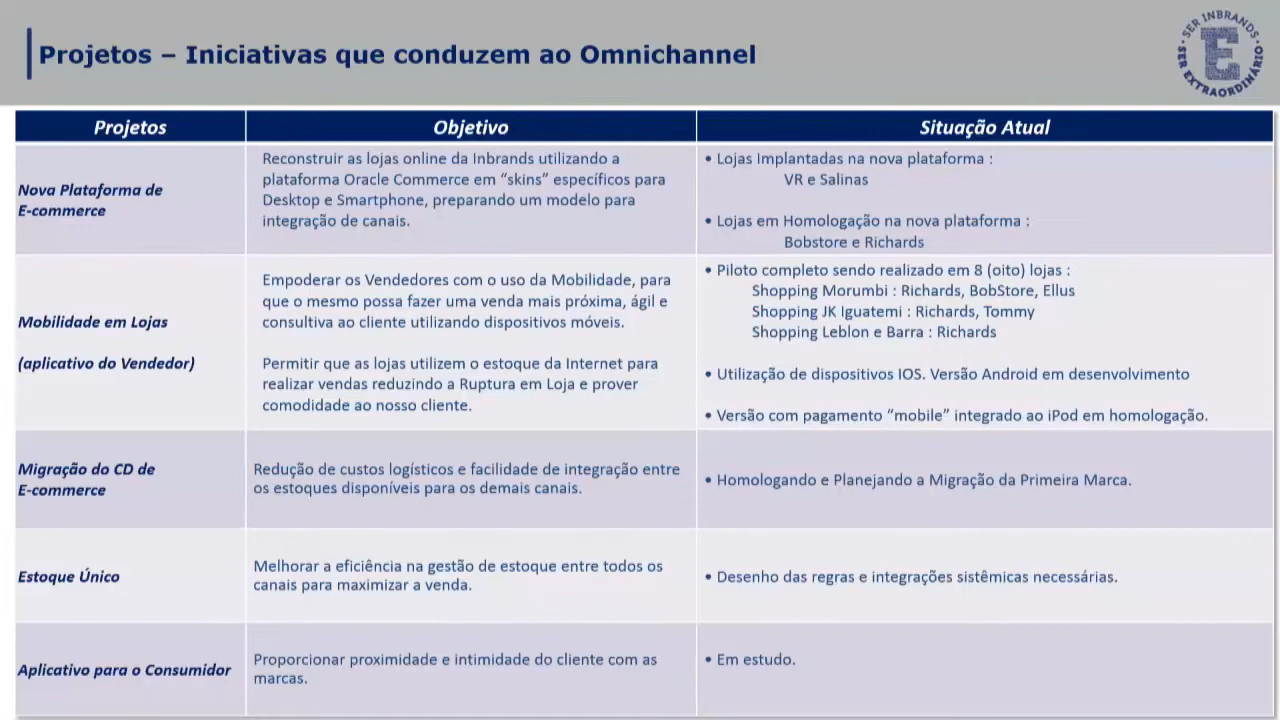 Projetos – Iniciativas que conduzem ao Omnichannel
SER INBRANDS
E
SER EXTRAORDINÁRIO
Projetos
Objetivo
Situação Atual
Nova Plataforma de
E-commerce
Reconstruir as lojas online da Inbrands utilizando a
plataforma Oracle Commerce em “skins” específicos para
Desktop e Smartphone, preparando um modelo para
integração de canais.
• Lojas Implantadas na nova plataforma :
VR e Salinas
• Lojas em Homologação na nova plataforma :
Bobstore e Richards
Mobilidade em Lojas
(aplicativo do Vendedor)
Empoderar os Vendedores com o uso da Mobilidade, para
que o mesmo possa fazer uma venda mais próxima, ágil e
consultiva ao cliente utilizando dispositivos móveis.
Permitir que as lojas utilizem o estoque da Internet para
realizar vendas reduzindo a Ruptura em Loja e prover
comodidade ao nosso cliente.
• Piloto completo sendo realizado em 8 (oito) lojas :
Shopping Morumbi : Richards, BobStore, Ellus
Shopping JK Iguatemi : Richards, Tommy
Shopping Leblon e Barra : Richards
• Utilização de dispositivos IOS. Versão Android em desenvolvimento
• Versão com pagamento “mobile” integrado ao iPod em homologação.
Migração do CD de
E-commerce
Redução de custos logísticos e facilidade de integração entre
os estoques disponíveis para os demais canais.
• Homologando e Planejando a Migração da Primeira Marca.
Estoque Único
Melhorar a eficiência na gestão de estoque entre todos os
canais para maximizar a venda.
• Desenho das regras e integrações sistêmicas necessárias.
Aplicativo para o Consumidor
Proporcionar proximidade e intimidade do cliente com as
marcas.
• Em estudo.